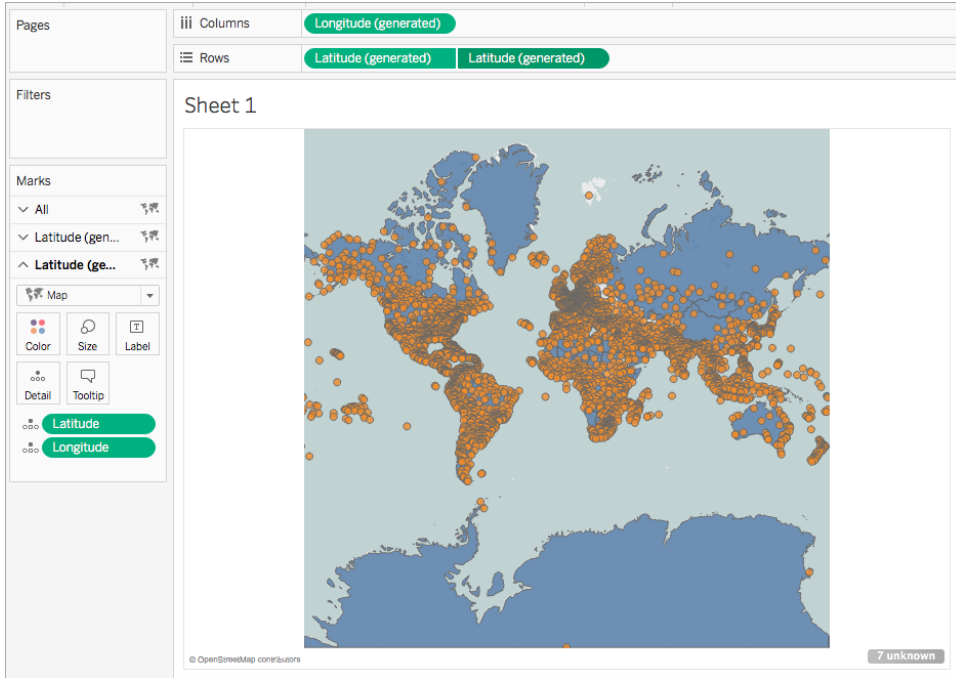 Pages
Columns
Longitude (generated)
Rows
Latitude (generated)
Latitude (generated)
Filters
Sheet 1
Marks
All
Latitude (gen...
Latitude (ge...
Map
Color
Size
Label
Detail
Tooltip
Latitude
Longitude
© OpenStreetMap contributors
7 unknown